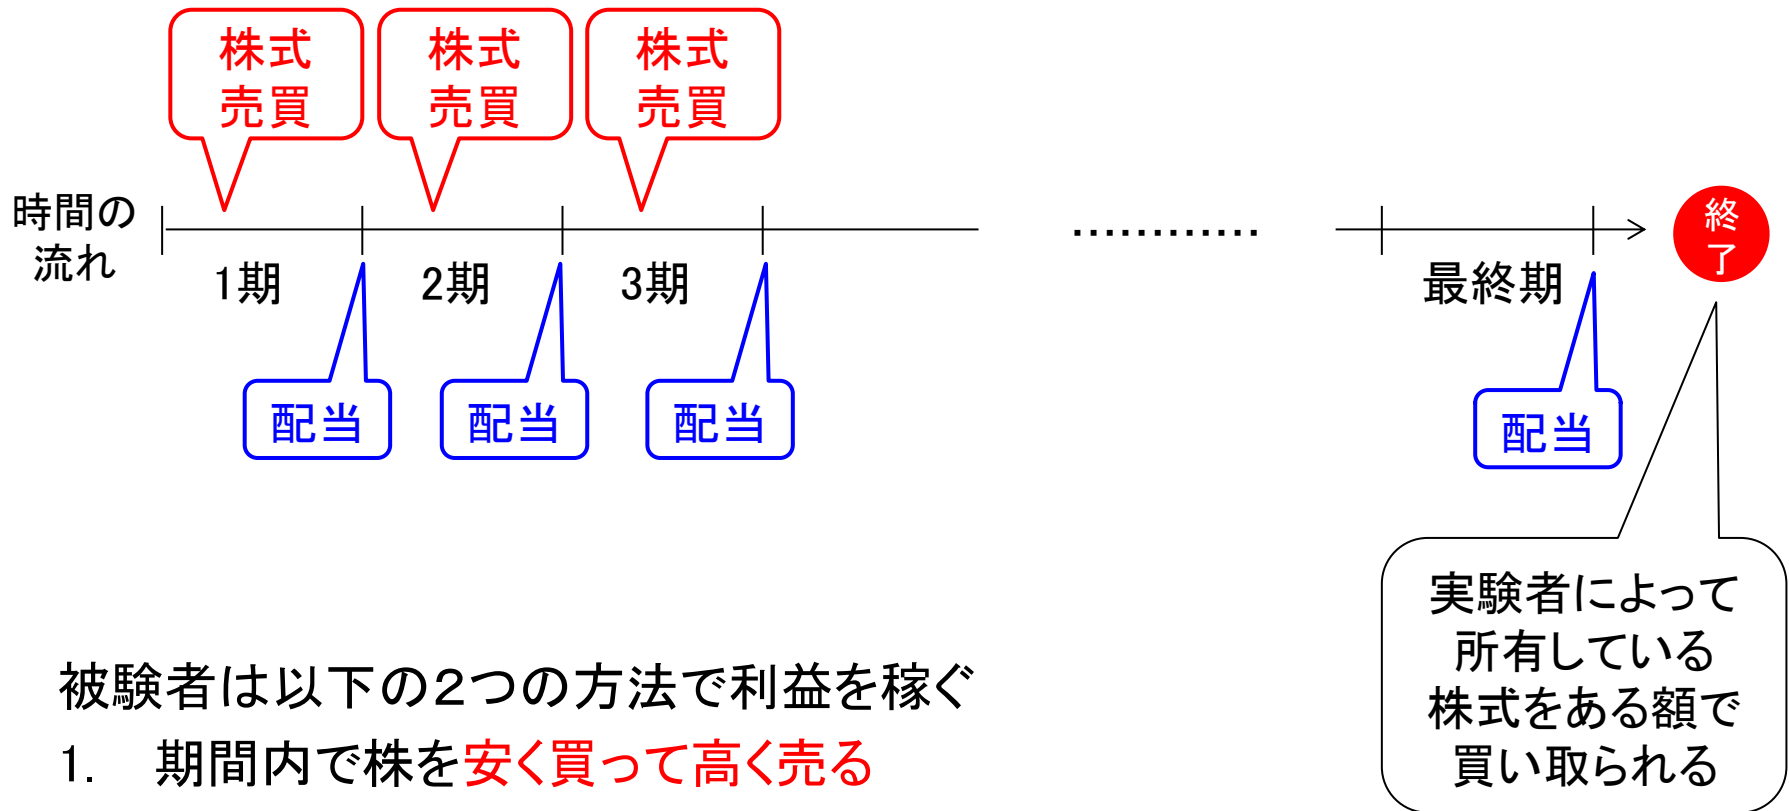 株式
売買
株式
売買
株式
売買
時間の
流れ
1期
2期
3期
…………
最終期
終
了
配当
配当
配当
配当
実験者によって
所有している
株式をある額で
買い取られる
被験者は以下の２つの方法で利益を稼ぐ
1. 期間内で株を安く買って高く売る